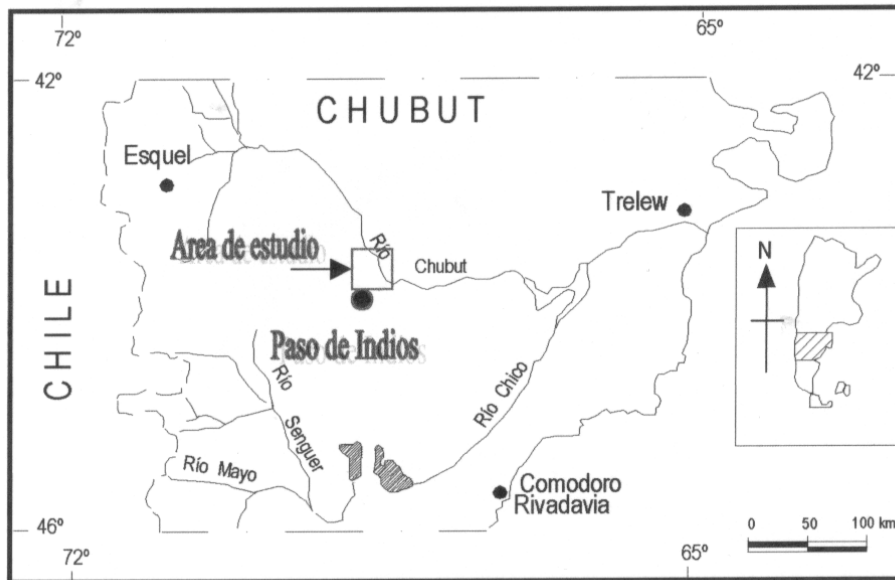 72º
65º
42º
42º
CHUBUT
Esquel
Trelew
Area de estudio
Río
Chubut
N
CHILE
Paso de Indios
Río
Senguer
Río Chico
Río Mayo
Comodoro
Rivadavia
0 50 100 km
46º
72º
65º